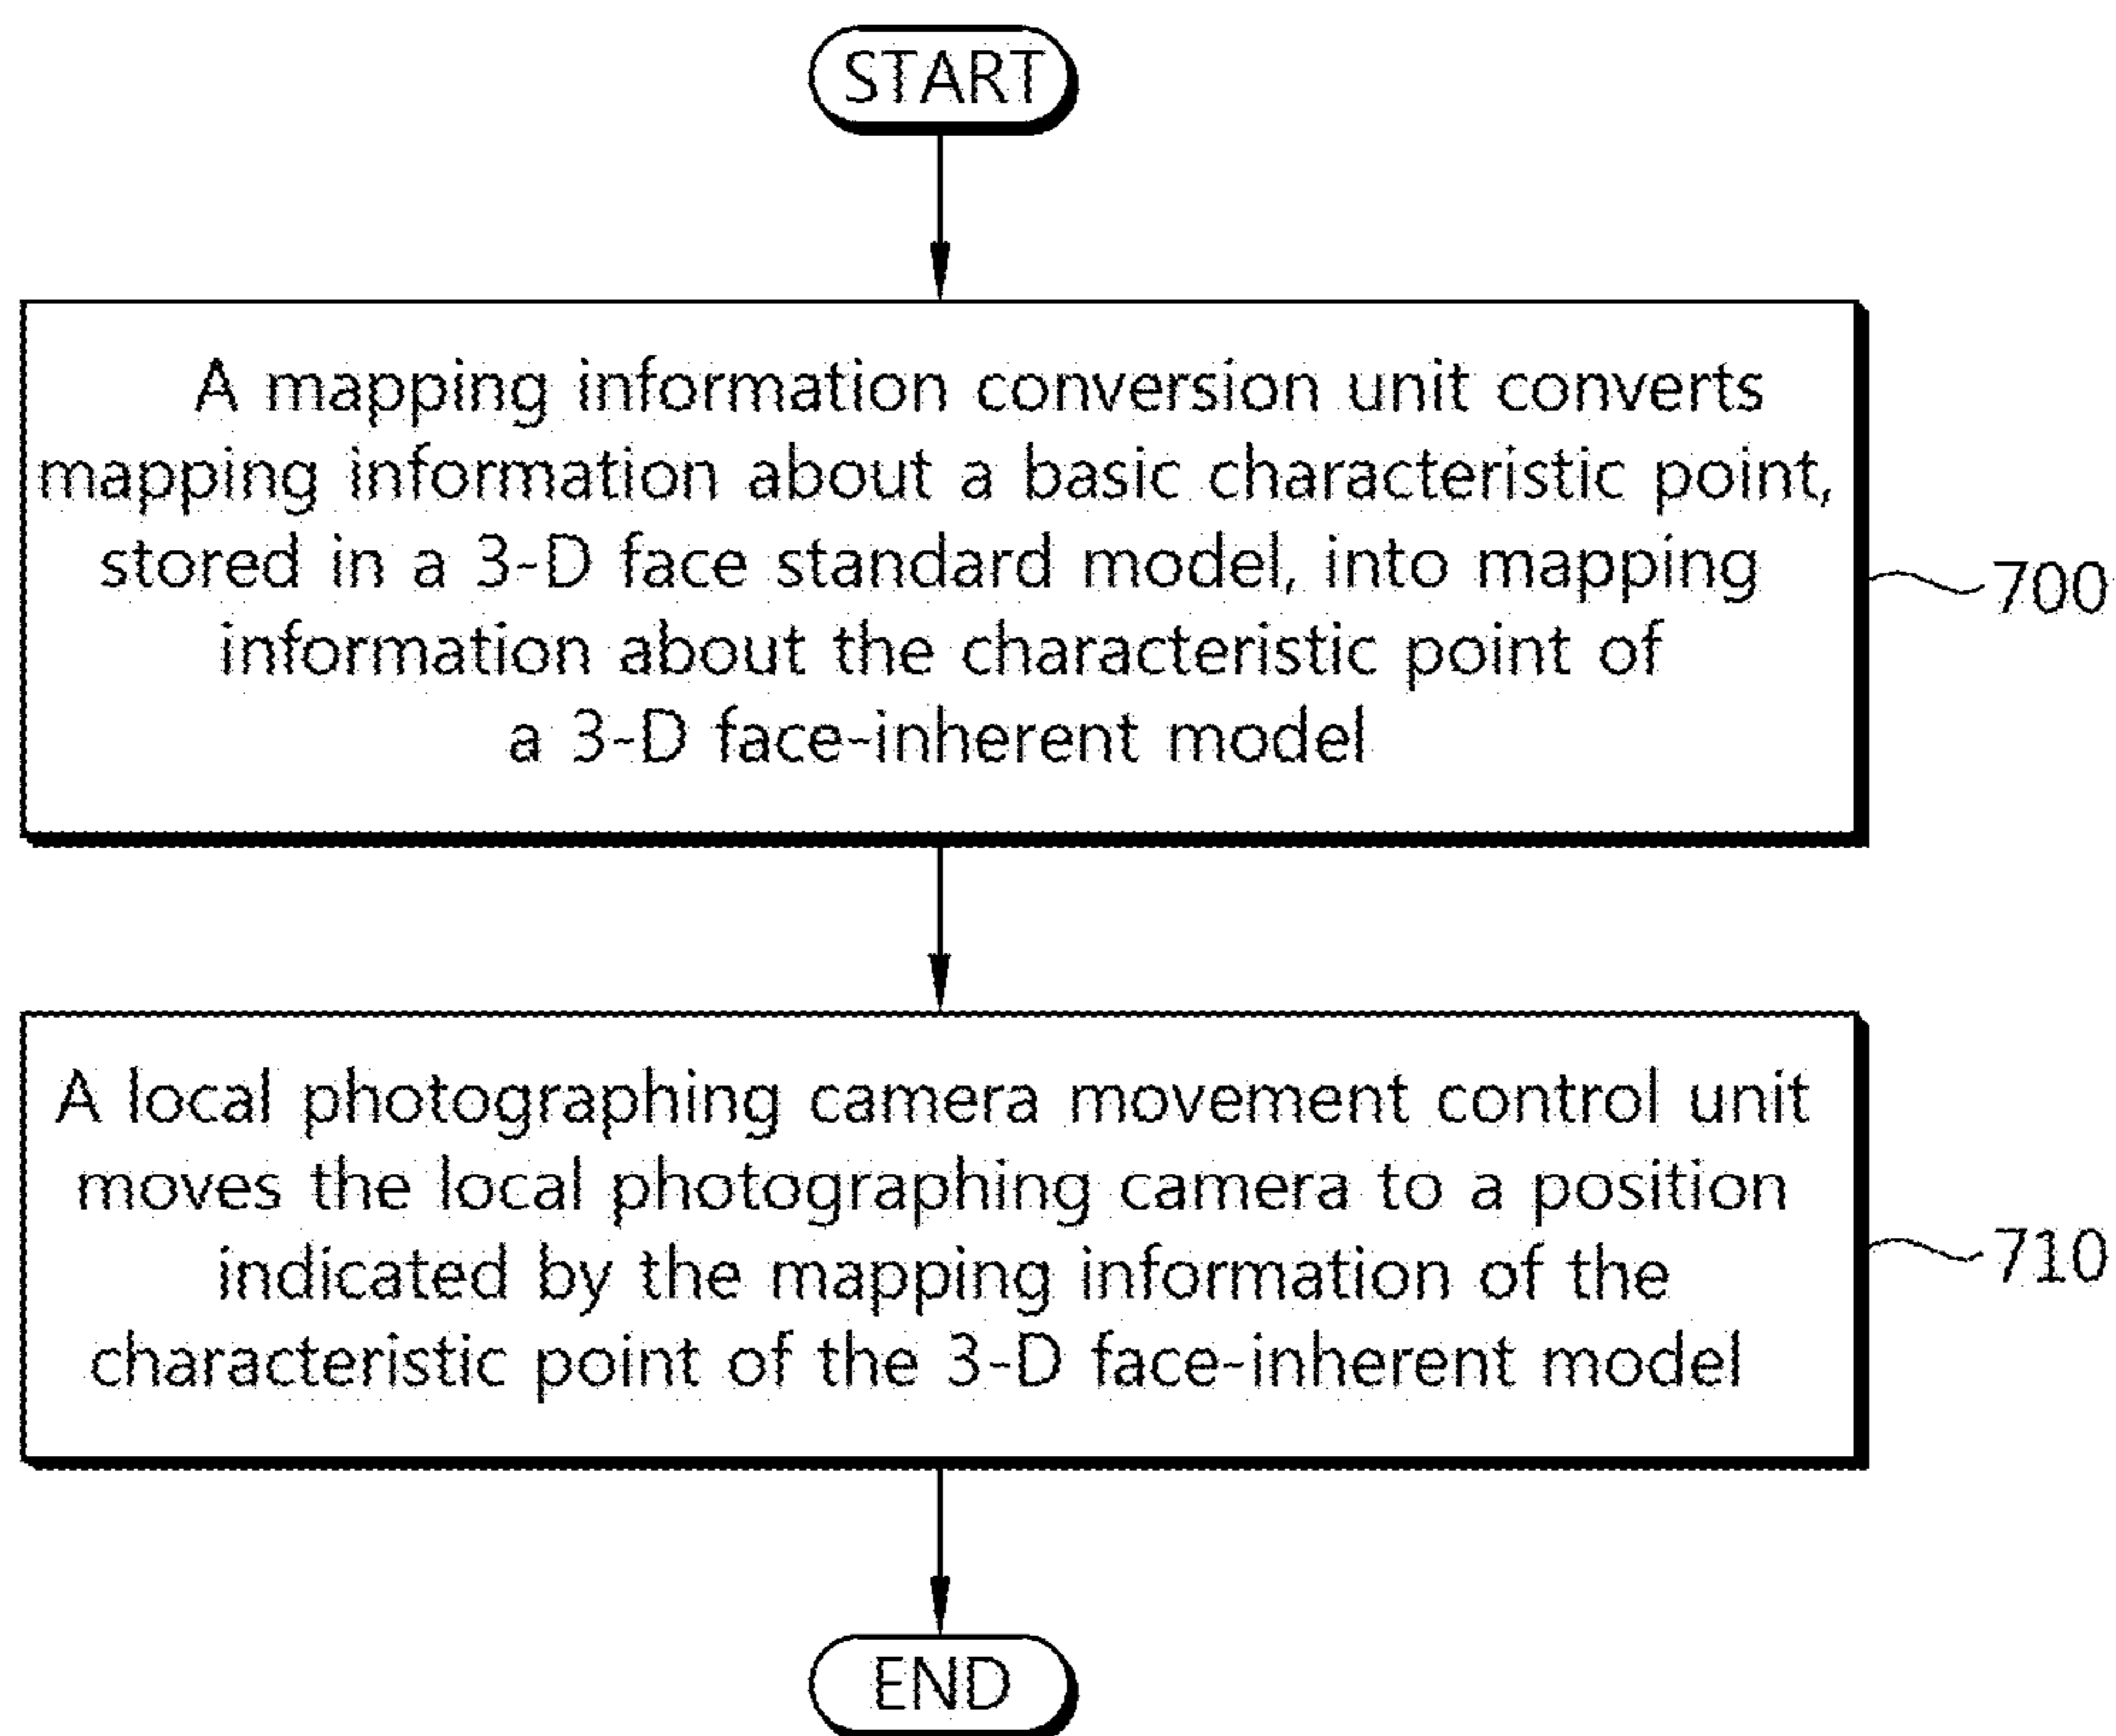 START
A mapping information conversion unit converts
mapping information about a basic characteristic point,
stored in a 3-D face standard model, into mapping
information about the characteristic point of
a 3-D face-inherent model
700
A local photographing camera movement control unit
moves the local photographing camera to a position
indicated by the mapping information of the
characteristic point of the 3-D face-inherent model
710
END